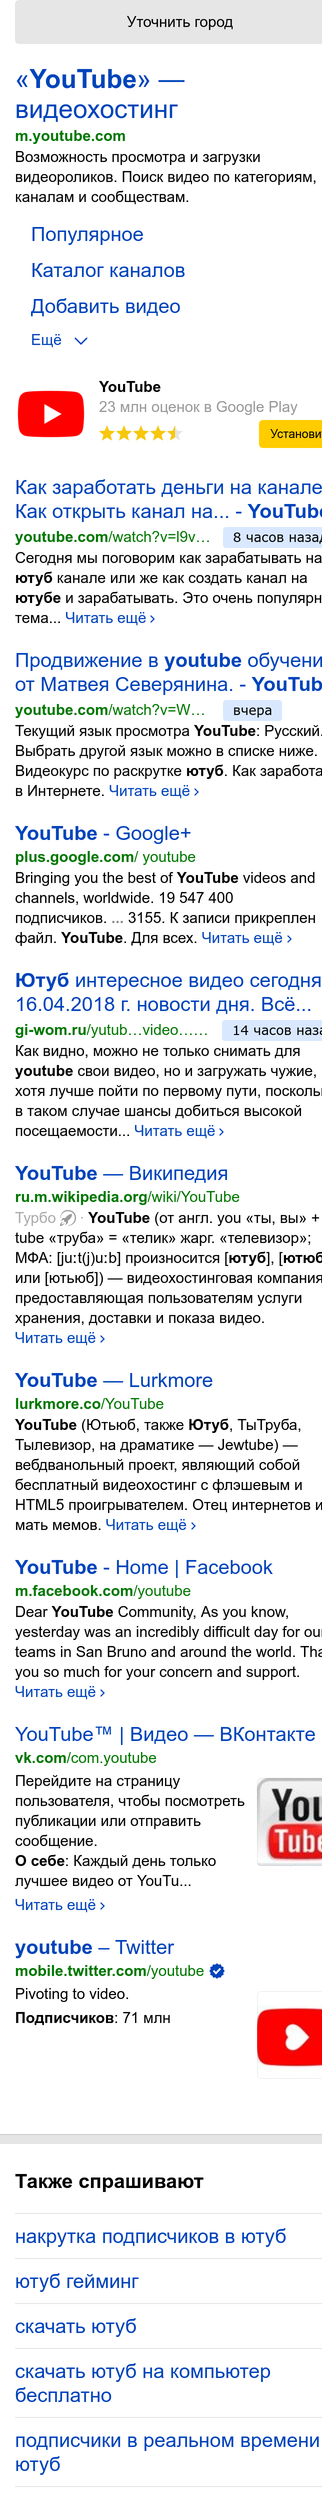 Уточнить город
«YouTube» —
видеохостинг
m.youtube.com
Возможность просмотра и загрузки
видеороликов. Поиск видео по категориям,
каналам и сообществам.
Популярное
Каталог каналов
Добавить видео
Ещё
YouTube
23 млн оценок в Google Play
Установи
Как заработать деньги на канале
Как открыть канал на... - YouTube
youtube.com/watch?v=l9v… 8 часов назад
Сегодня мы поговорим как зарабатывать на
ютуб канале или же как создать канал на
ютубе и зарабатывать. Это очень популярн
тема... Читать ещё ›
Продвижение в youtube обучени
от Матвея Северянина. - YouTub
youtube.com/watch?v=W… вчера
Текущий язык просмотра YouTube: Русский.
Выбрать другой язык можно в списке ниже.
Видеокурс по раскрутке ютуб. Как заработа
в Интернете. Читать ещё ›
YouTube - Google+
plus.google.com/ youtube
Bringing you the best of YouTube videos and
channels, worldwide. 19 547 400
подписчиков. ... 3155. К записи прикреплен
файл. YouTube. Для всех. Читать ещё ›
Ютуб интересное видео сегодня
16.04.2018 г. новости дня. Всё...
gi-wom.ru/yutub…video…… 14 часов наза
Как видно, можно не только снимать для
youtube свои видео, но и загружать чужие,
хотя лучше пойти по первому пути, посколь
в таком случае шансы добиться высокой
посещаемости... Читать ещё ›
YouTube — Википедия
ru.m.wikipedia.org/wiki/YouTube
Турбо · YouTube (от англ. you «ты, вы» +
tube «труба» = «телик» жарг. «телевизор»;
МФА: [juːt(j)uːb] произносится [ютуб], [ютюб
или [ютьюб]) — видеохостинговая компания
предоставляющая пользователям услуги
хранения, доставки и показа видео.
Читать ещё ›
YouTube — Lurkmore
lurkmore.co/YouTube
YouTube (Ютьюб, также Ютуб, ТыТруба,
Тылевизор, на драматике — Jewtube) —
вебдванольный проект, являющий собой
бесплатный видеохостинг с флэшевым и
HTML5 проигрывателем. Отец интернетов и
мать мемов. Читать ещё ›
YouTube - Home | Facebook
m.facebook.com/youtube
Dear YouTube Community, As you know,
yesterday was an incredibly difficult day for ou
teams in San Bruno and around the world. Tha
you so much for your concern and support.
Читать ещё ›
YouTube™ | Видео — ВКонтакте
vk.com/com.youtube
Перейдите на страницу
пользователя, чтобы посмотреть
публикации или отправить
сообщение.
О себе: Каждый день только
лучшее видео от YouTu...
You
Tube
Читать ещё ›
youtube – Twitter
mobile.twitter.com/youtube
Pivoting to video.
Подписчиков: 71 млн
Также спрашивают
накрутка подписчиков в ютуб
ютуб гейминг
скачать ютуб
скачать ютуб на компьютер
бесплатно
подписчики в реальном времени
ютуб